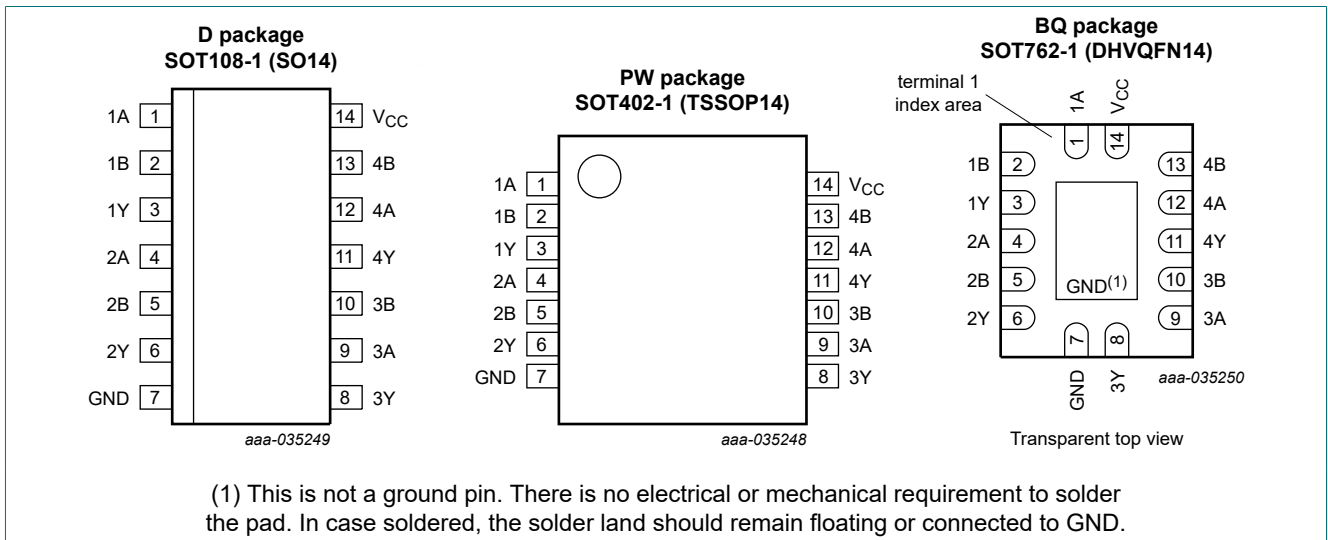 D package
SOT108-1 (SO14)
1A 1
1B 2
1Y 3
2A 4
2B 5
2Y 6
GND 7
14 VCC
13 4B
12 4A
11 4Y
10 3B
9 3A
8 3Y
aaa-035249
PW package
SOT402-1 (TSSOP14)
1A 1
1B 2
1Y 3
2A 4
2B 5
2Y 6
GND 7
14 VCC
13 4B
12 4A
11 4Y
10 3B
9 3A
8 3Y
aaa-035248
BQ package
SOT762-1 (DHVQFN14)
terminal 1
index area
1A
VCC
1
14
1B 2
1Y 3
2A 4
2B 5
2Y 6
13 4B
12 4A
11 4Y
10 3B
9 3A
GND(1)
7
8
GND
3Y
aaa-035250
Transparent top view
(1) This is not a ground pin. There is no electrical or mechanical requirement to solder
the pad. In case soldered, the solder land should remain floating or connected to GND.